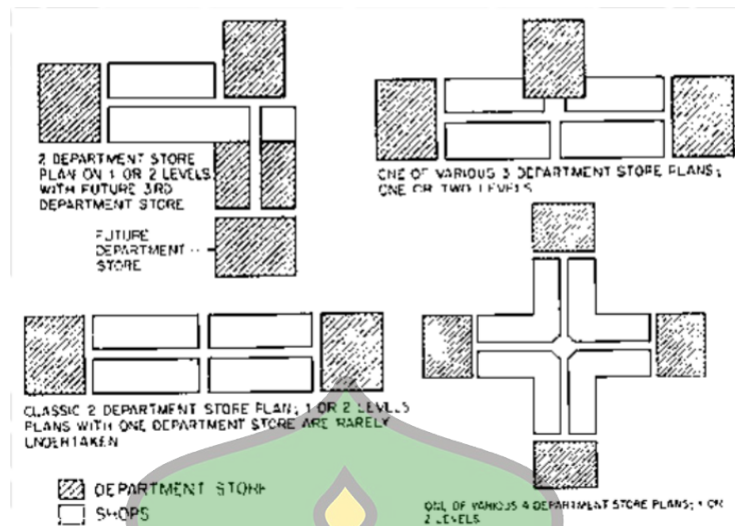 2 DEPARTMENT STORE
PLAN ON 1 OR 2 LEVELS
WITH FUTURE 3RD
DEPARTMENT STORE
FUTURE
DEPARTMENT
STORE
ONE OF VARIOUS 3 DEPARTMENT STORE PLANS;
ONE OR TWO LEVELS
CLASSIC 2 DEPARTMENT STORE PLAN; 1 OR 2 LEVELS
PLANS WITH ONE DEPARTMENT STORE ARE RARELY
UNDERTAKEN
DEPARTMENT STORE
SHOPS
ONE OF VARIOUS 4 DEPARTMENT STORE PLANS; 1 OR
2 LEVELS